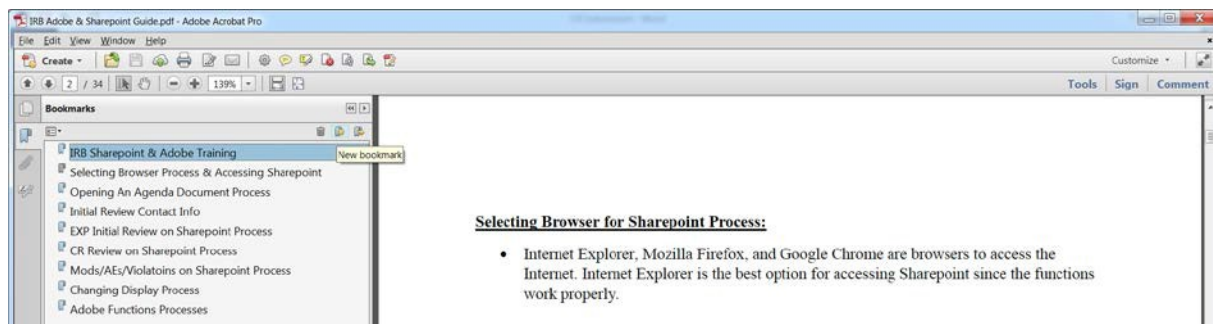 IRB Adobe & Sharepoint Guide.pdf - Adobe Acrobat Pro
File Edit View Window Help
Create Customize
2 / 34 139% Tools Sign Comment
Bookmarks
IRB Sharepoint & Adobe Training
New bookmark
Selecting Browser Process & Accessing Sharepoint
Opening An Agenda Document Process
Initial Review Contact Info
EXP Initial Review on Sharepoint Process
CR Review on Sharepoint Process
Mods/AEs/Violatoins on Sharepoint Process
Changing Display Process
Adobe Functions Processes
Selecting Browser for Sharepoint Process:
• Internet Explorer, Mozilla Firefox, and Google Chrome are browsers to access the
Internet. Internet Explorer is the best option for accessing Sharepoint since the functions
work properly.